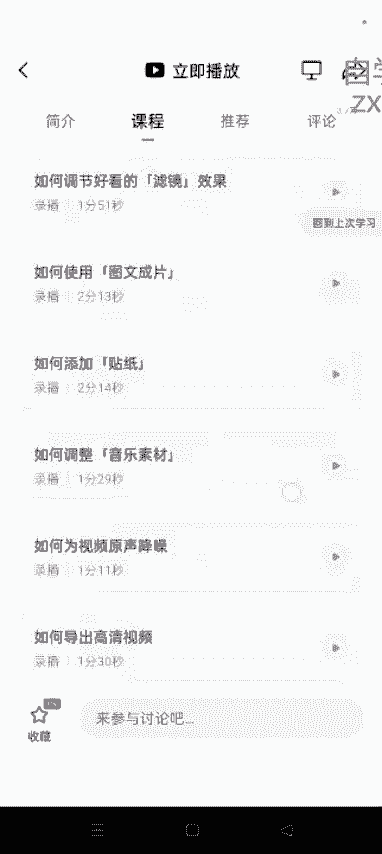 立即播放
自学
ZX
简介
课程
推荐
评论
如何调节好看的「滤镜」效果
录播 1分51秒
回到上次学习
如何使用「图文成片」
录播 2分13秒
如何添加「贴纸」
录播 2分14秒
如何调整「音乐素材」
录播 1分29秒
如何为视频原声降噪
录播 1分11秒
如何导出高清视频
录播 1分30秒
收藏
来参与讨论吧...